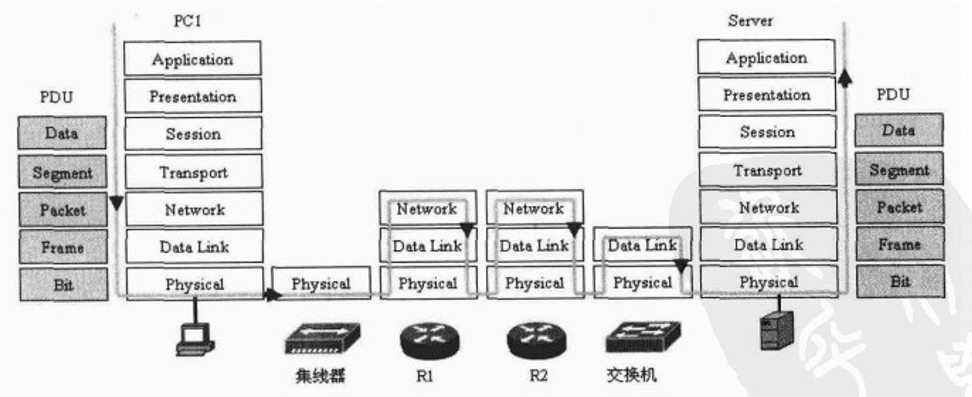 PC1
Server
Application
Application
Presentation
Presentation
PDU
PDU
Data
Session
Session
Data
Segment
Transport
Transport
Segment
Packet
Network
Network
Network
Network
Packet
Frame
Data Link
Data Link
Data Link
Data Link
Data Link
Frame
Bit
Physical
Physical
Physical
Physical
Physical
Physical
Bit
集线器
R1
R2
交换机